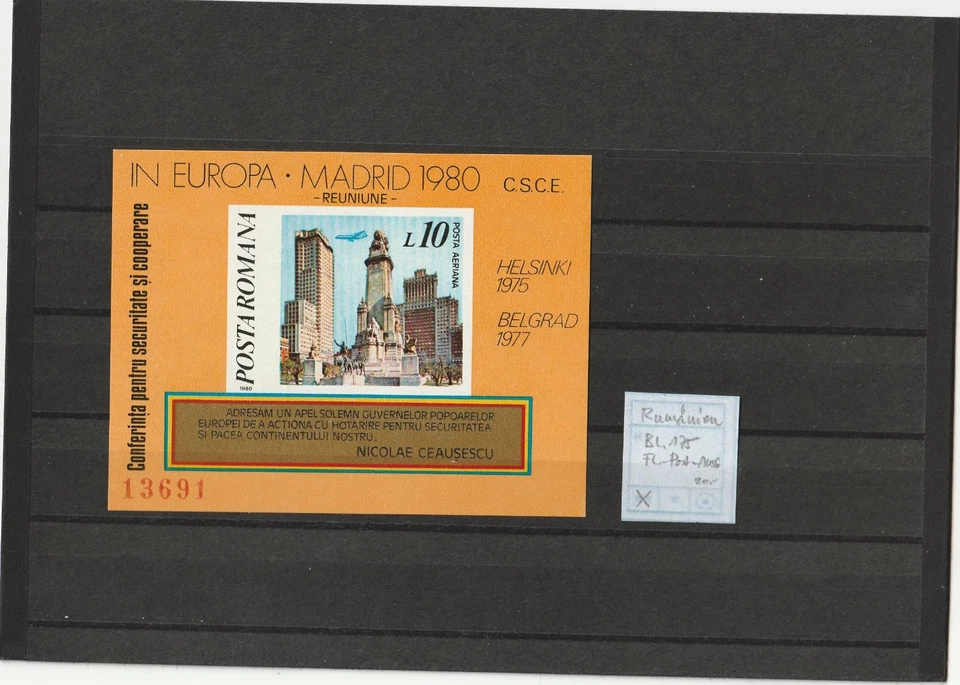 IN EUROPA · MADRID 1980
- REUNIUNE -
C.S.C.E.
Conferința pentru securitate și cooperare
POSTA ROMANA
1980
L 10
POSTA AERIANA
HELSINKI
1975
BELGRAD
1977
ADRESAM UN APEL SOLEMN GUVERNELOR POPOARELOR
EUROPEI DE A ACTIONA CU HOTARIRE PENTRU SECURITATEA
SI PACEA CONTINENTULUI NOSTRU.
NICOLAE CEAUSESCU
13691
Rumänien
BL. 175